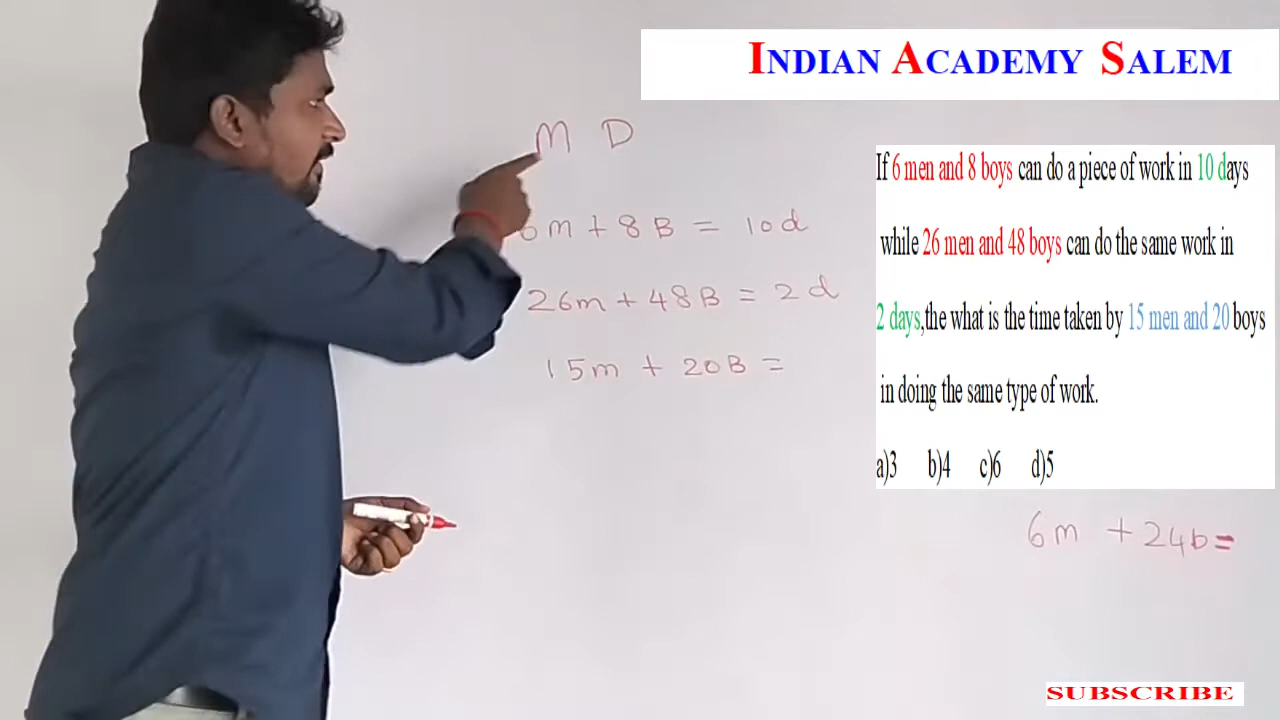 INDIAN ACADEMY SALEM
M D
6m + 8B = 10d
26m + 48B = 2d
15m + 20B =
If 6 men and 8 boys can do a piece of work in 10 days
while 26 men and 48 boys can do the same work in
2 days,the what is the time taken by 15 men and 20 boys
in doing the same type of work.
a)3 b)4 c)6 d)5
6m + 24b=
SUBSCRIBE